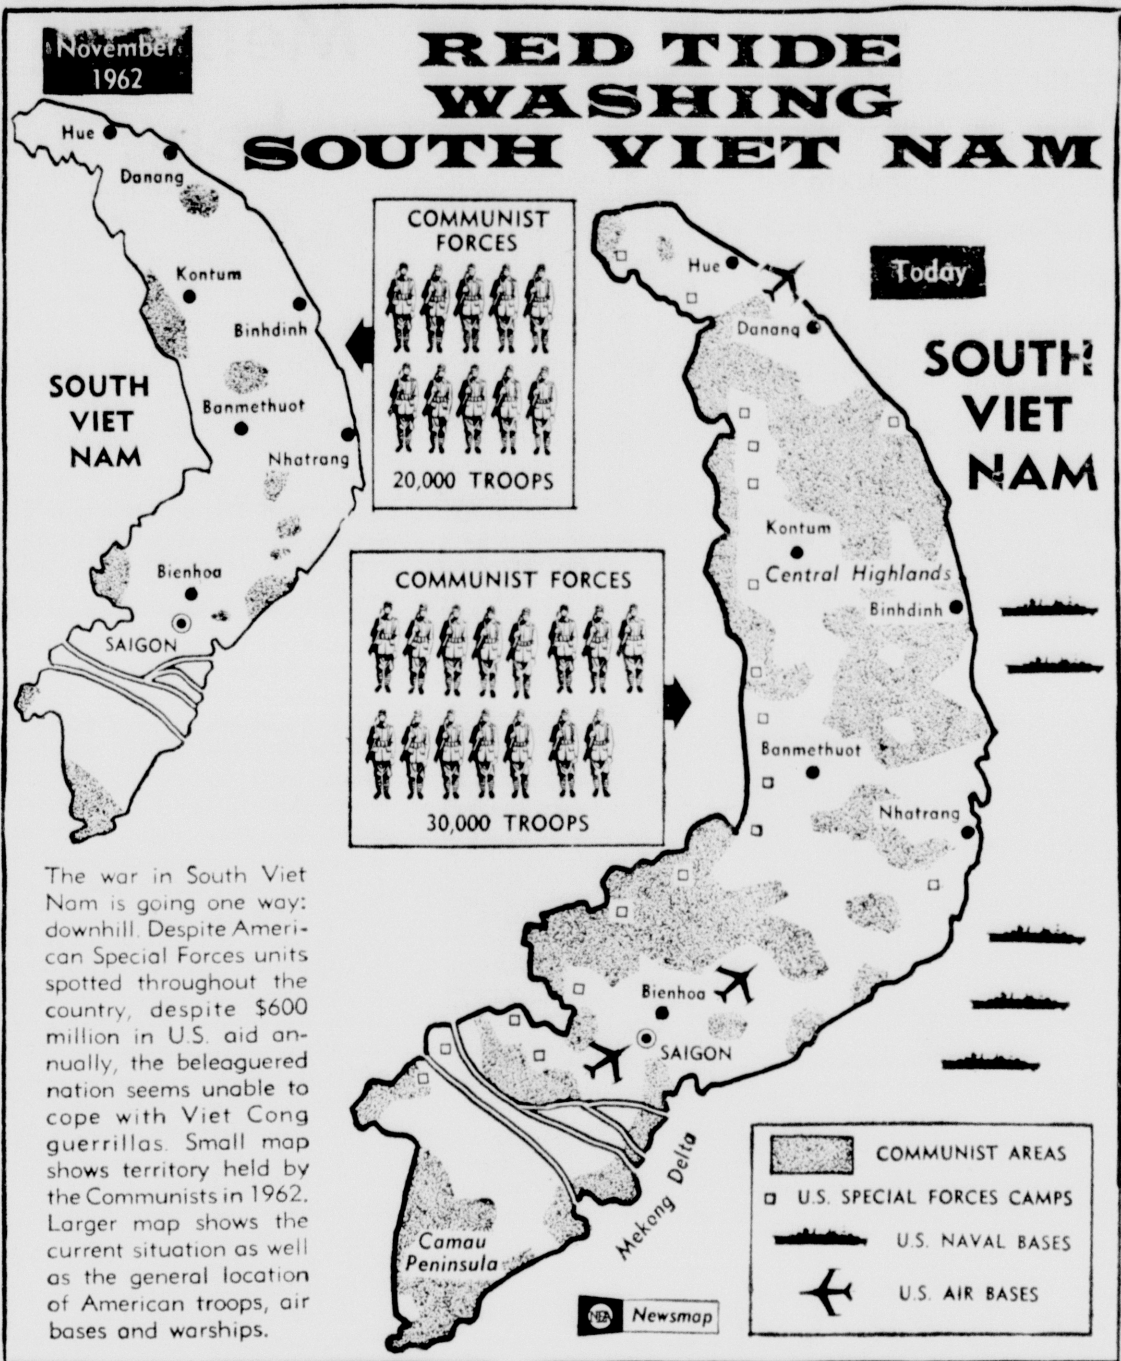 November
1962
RED TIDE
WASHING
SOUTH VIET NAM
Hue
Danang
Kontum
Binhdinh
SOUTH
VIET
NAM
Banmethuot
Nhatrang
Bienhoa
SAIGON
COMMUNIST
FORCES
20,000 TROOPS
COMMUNIST FORCES
30,000 TROOPS
Today
SOUTH
VIET
NAM
Hue
Danang
Kontum
Central Highlands
Binhdinh
Banmethuot
Nhatrang
Bienhoa
SAIGON
Mekong Delta
Camau
Peninsula
The war in South Viet
Nam is going one way:
downhill. Despite Ameri-
can Special Forces units
spotted throughout the
country, despite $600
million in U.S. aid an-
nually, the beleaguered
nation seems unable to
cope with Viet Cong
guerrillas. Small map
shows territory held by
the Communists in 1962.
Larger map shows the
current situation as well
as the general location
of American troops, air
bases and warships.
COMMUNIST AREAS
U.S. SPECIAL FORCES CAMPS
U.S. NAVAL BASES
U.S. AIR BASES
NEA Newsmap